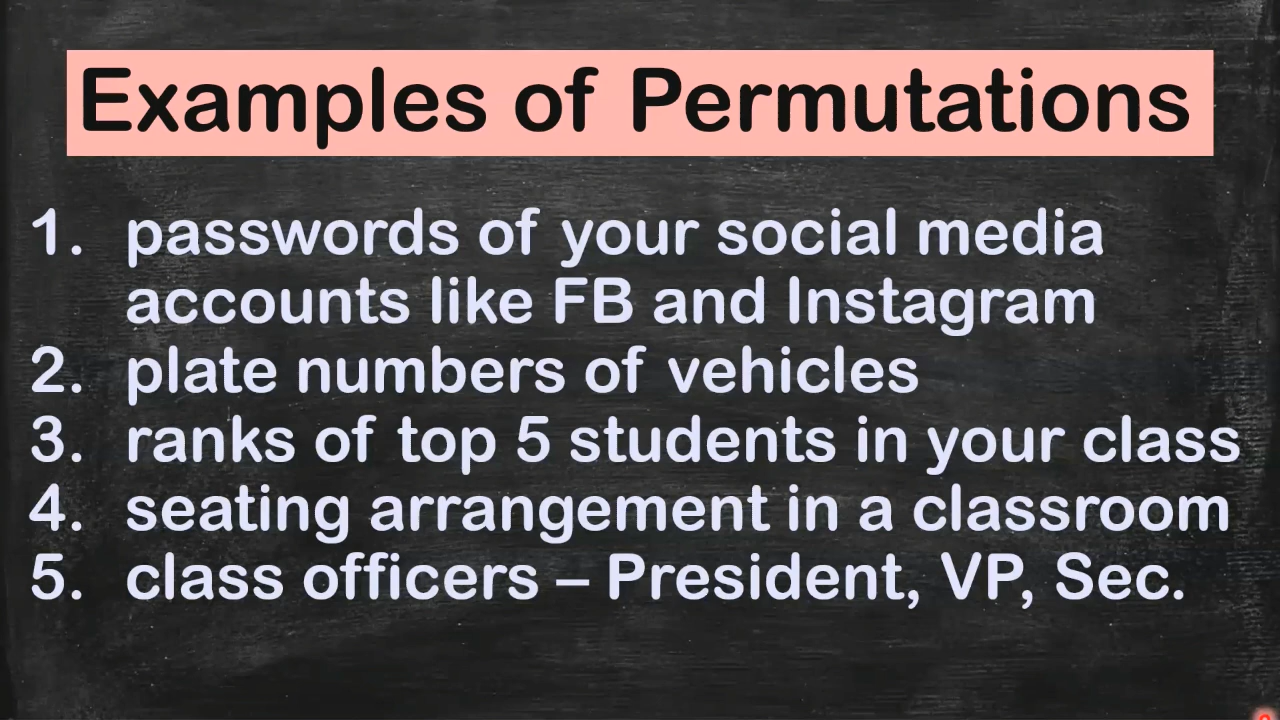 Examples of Permutations
1. passwords of your social media
accounts like FB and Instagram
2. plate numbers of vehicles
3. ranks of top 5 students in your class
4. seating arrangement in a classroom
5. class officers – President, VP, Sec.